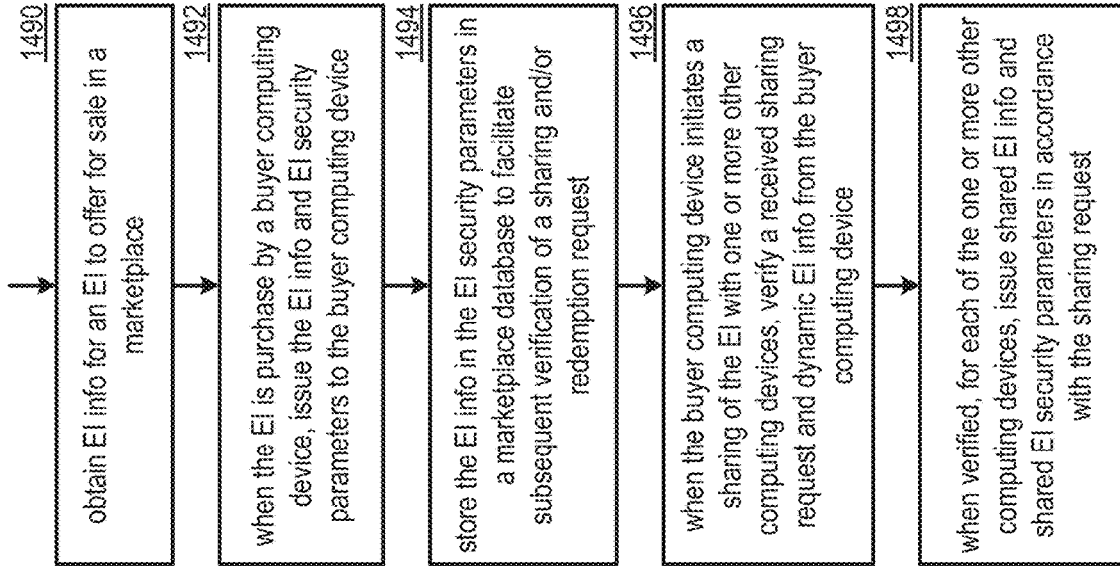 1490
obtain EI info for an EI to offer for sale in a
marketplace
1492
when the EI is purchase by a buyer computing
device, issue the EI info and EI security
parameters to the buyer computing device
1494
store the EI info in the EI security parameters in
a marketplace database to facilitate
subsequent verification of a sharing and/or
redemption request
1496
when the buyer computing device initiates a
sharing of the EI with one or more other
computing devices, verify a received sharing
request and dynamic EI info from the buyer
computing device
1498
when verified, for each of the one or more other
computing devices, issue shared EI info and
shared EI security parameters in accordance
with the sharing request